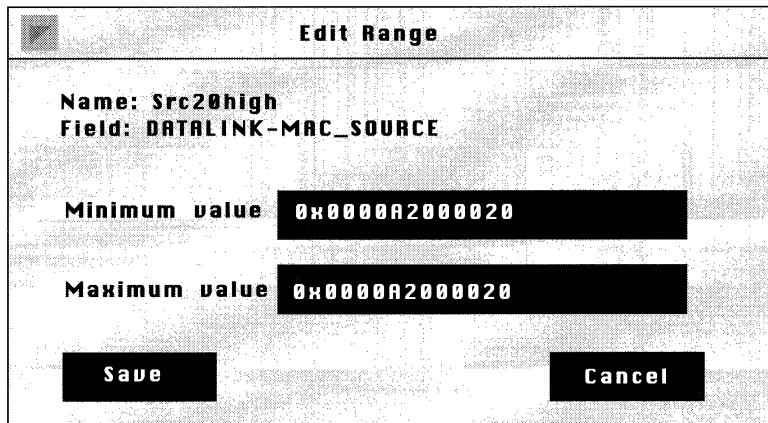 Edit Range
Name: Src20high
Field: DATALINK-MAC_SOURCE
Minimum value 0x0000A2000020
Maximum value 0x0000A2000020
Save Cancel